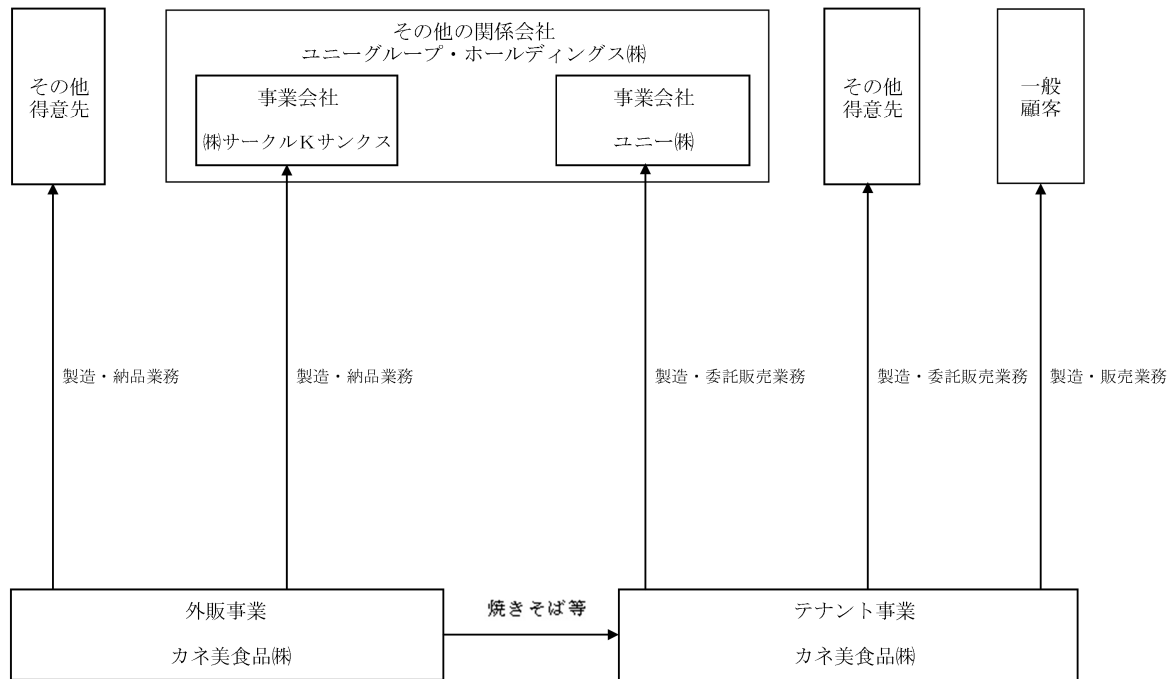 その他の関係会社
ユニーグループ・ホールディングス㈱
その他
得意先
事業会社
㈱サークルＫサンクス
事業会社
ユニー㈱
その他
得意先
一般
顧客
製造・納品業務
製造・納品業務
製造・委託販売業務
製造・委託販売業務
製造・販売業務
外販事業
カネ美食品㈱
焼きそば等
テナント事業
カネ美食品㈱